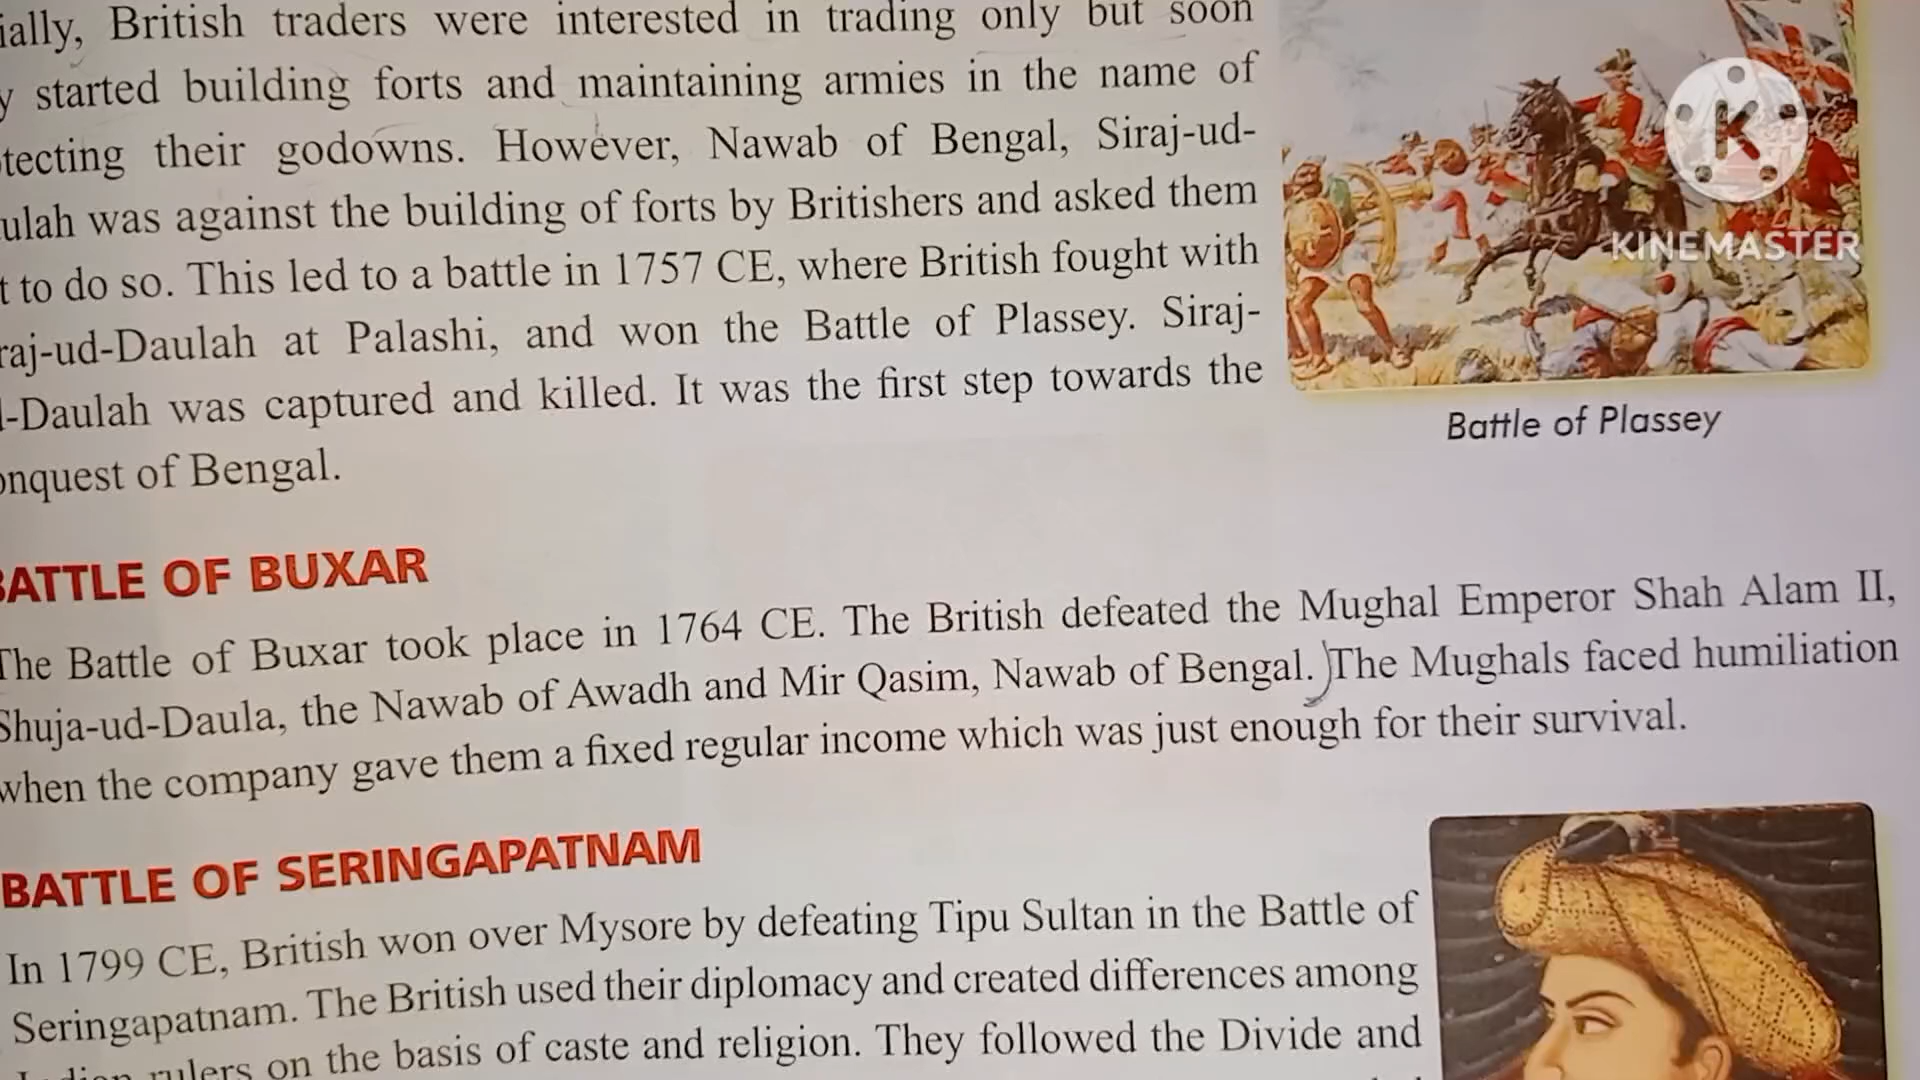 ially, British traders were interested in trading only but soon
y started building forts and maintaining armies in the name of
tecting their godowns. However, Nawab of Bengal, Siraj-ud-
ulah was against the building of forts by Britishers and asked them
t to do so. This led to a battle in 1757 CE, where British fought with
raj-ud-Daulah at Palashi, and won the Battle of Plassey. Siraj-
-Daulah was captured and killed. It was the first step towards the
onquest of Bengal.
KINEMASTER
Battle of Plassey
BATTLE OF BUXAR
The Battle of Buxar took place in 1764 CE. The British defeated the Mughal Emperor Shah Alam II,
Shuja-ud-Daula, the Nawab of Awadh and Mir Qasim, Nawab of Bengal. The Mughals faced humiliation
when the company gave them a fixed regular income which was just enough for their survival.
BATTLE OF SERINGAPATNAM
In 1799 CE, British won over Mysore by defeating Tipu Sultan in the Battle of
Seringapatnam. The British used their diplomacy and created differences among
Indian rulers on the basis of caste and religion. They followed the Divide and